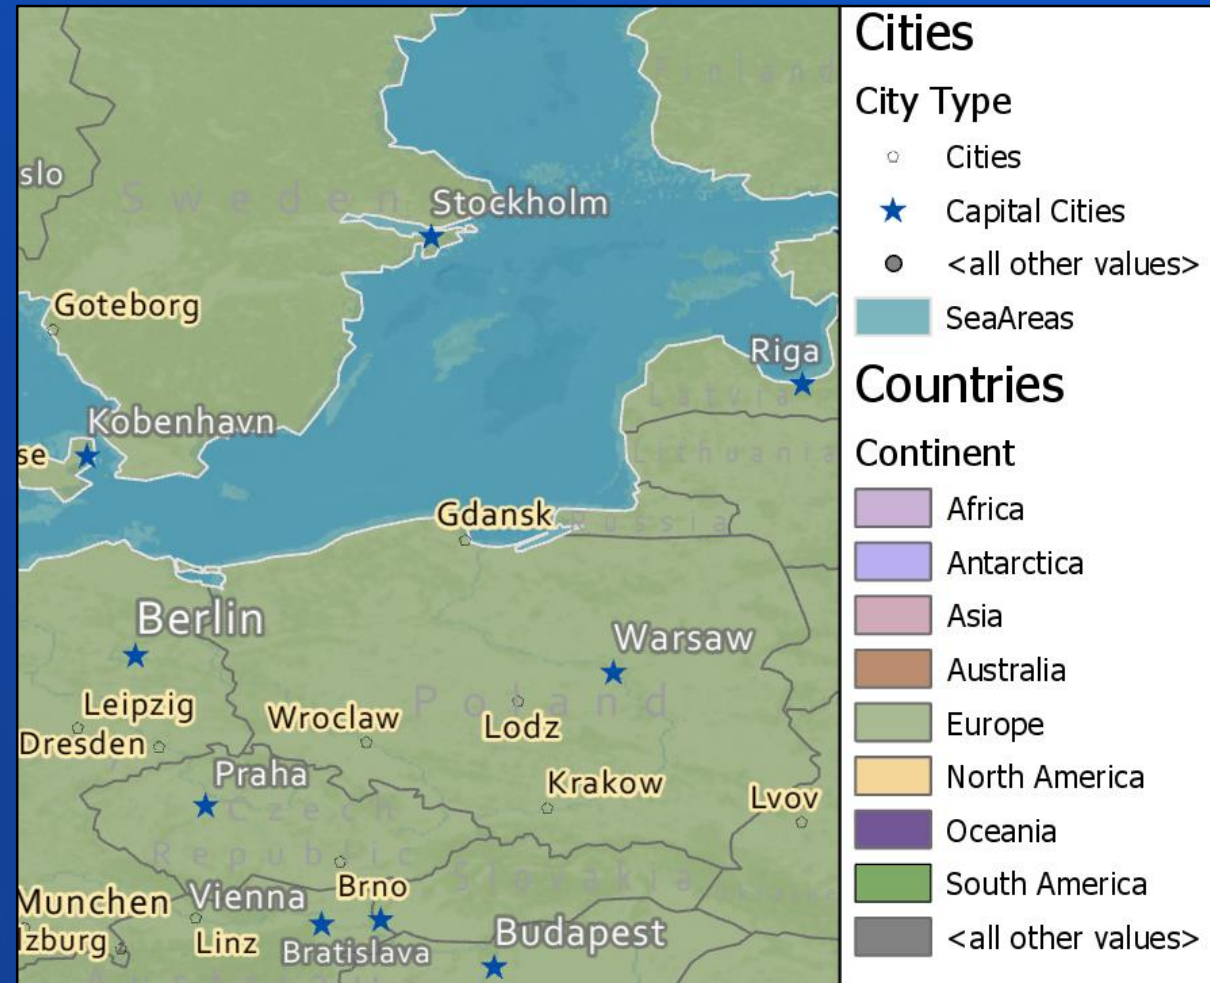 Finland
slo
Sweden
Stockholm
Goteborg
Riga
Latvia
Kobenhavn
se
Lithuania
Gdansk
Russia
Berlin
Warsaw
Poland
Leipzig
Wroclaw
Lodz
Dresden
Praha
Krakow
Lvov
Czech
Republic
Slovakia
Brno
Munchen
Vienna
lzburg
Linz
Bratislava
Budapest
Cities
City Type
Cities
Capital Cities
<all other values>
SeaAreas
Countries
Continent
Africa
Antarctica
Asia
Australia
Europe
North America
Oceania
South America
<all other values>